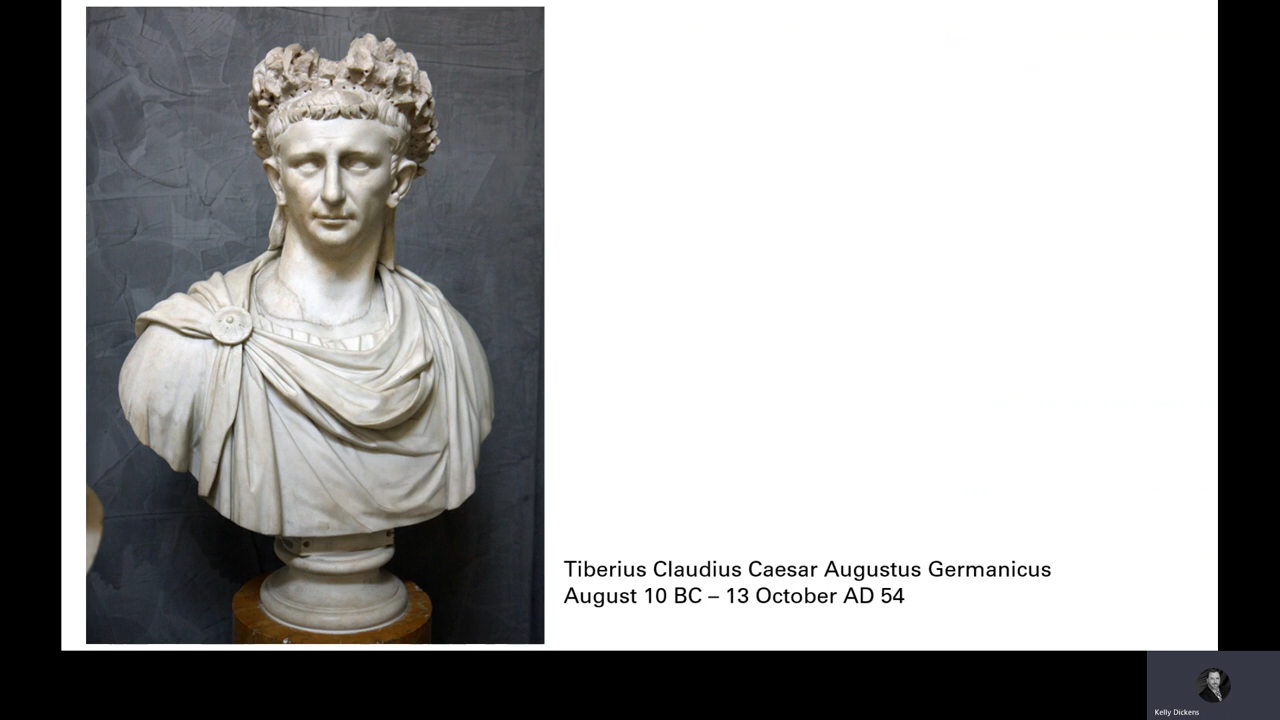 Tiberius Claudius Caesar Augustus Germanicus
August 10 BC – 13 October AD 54
Kelly Dickens